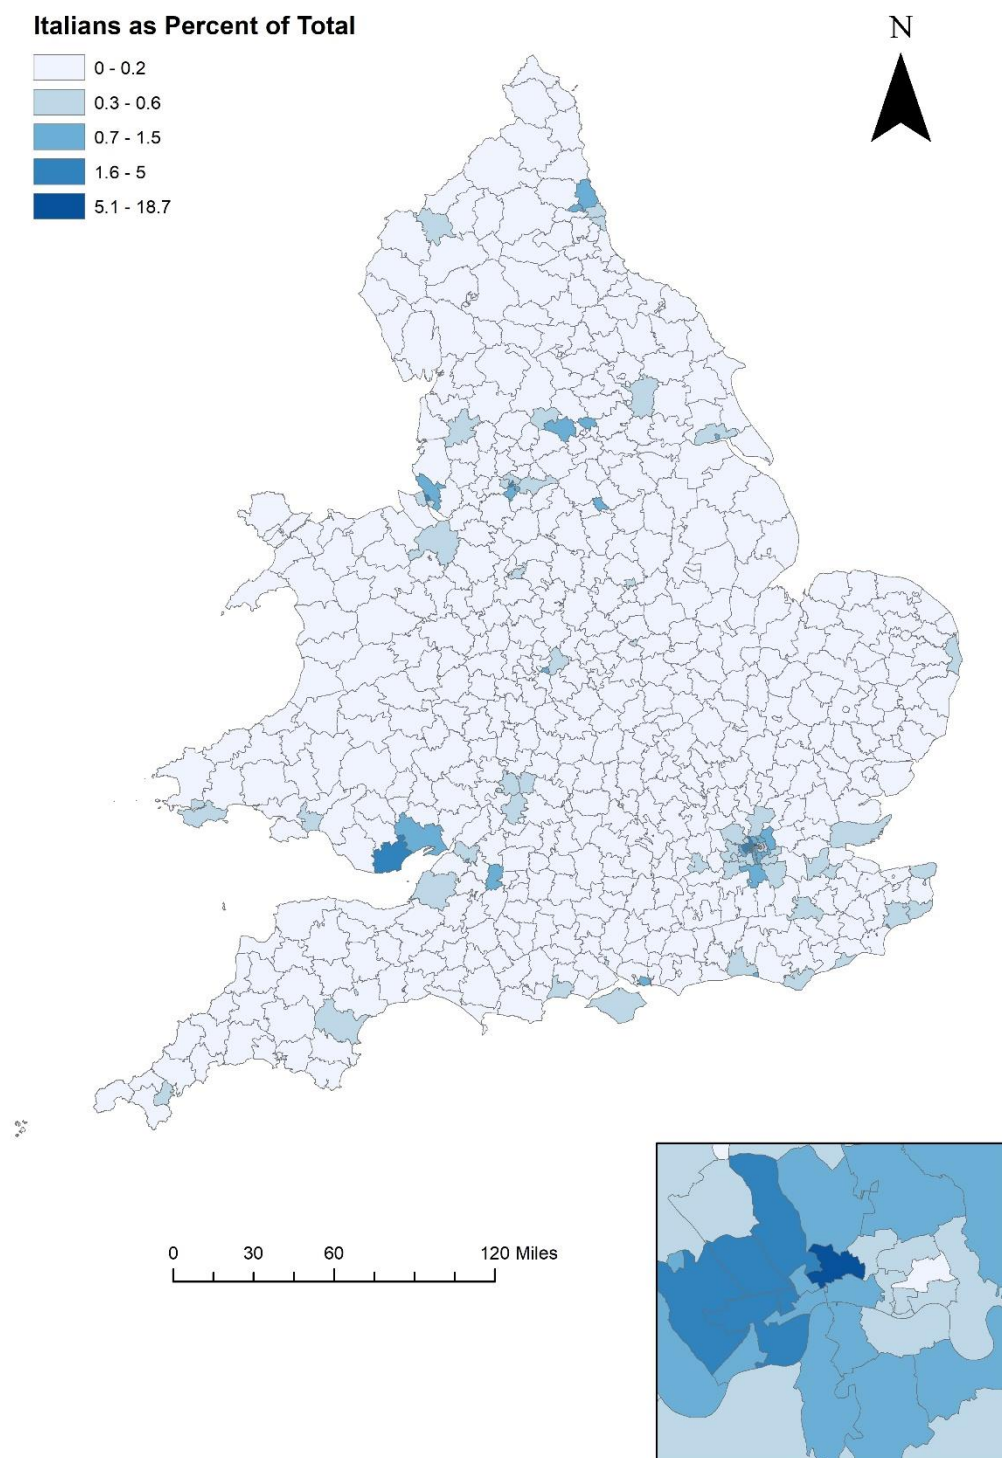 Italians as Percent of Total
0 - 0.2
0.3 - 0.6
0.7 - 1.5
1.6 - 5
5.1 - 18.7
N
0 30 60 120 Miles